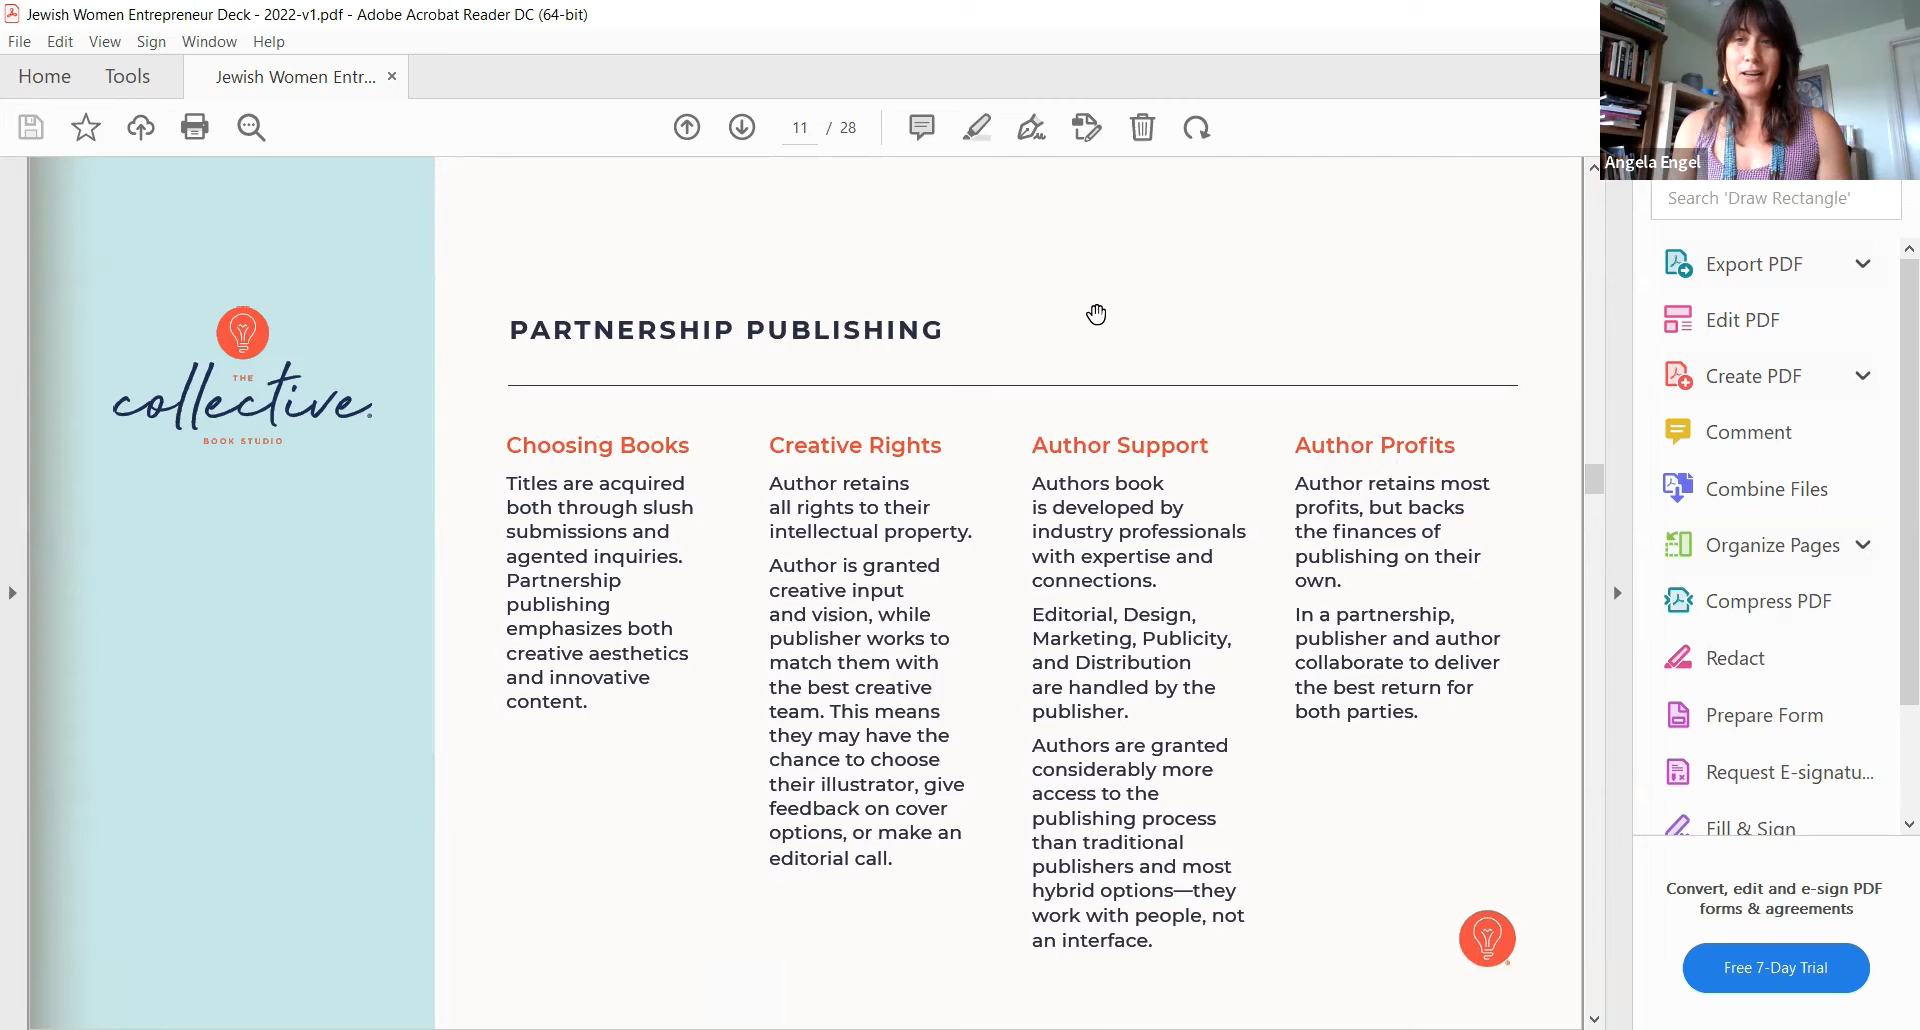 Jewish Women Entrepreneur Deck - 2022-v1.pdf - Adobe Acrobat Reader DC (64-bit)
File Edit View Sign Window Help
Home Tools Jewish Women Entr... ×
11 / 28
Angela Engel
Search 'Draw Rectangle'
THE
collective
BOOK STUDIO
PARTNERSHIP PUBLISHING
Choosing Books
Titles are acquired
both through slush
submissions and
agented inquiries.
Partnership
publishing
emphasizes both
creative aesthetics
and innovative
content.
Creative Rights
Author retains
all rights to their
intellectual property.
Author is granted
creative input
and vision, while
publisher works to
match them with
the best creative
team. This means
they may have the
chance to choose
their illustrator, give
feedback on cover
options, or make an
editorial call.
Author Support
Authors book
is developed by
industry professionals
with expertise and
connections.
Editorial, Design,
Marketing, Publicity,
and Distribution
are handled by the
publisher.
Authors are granted
considerably more
access to the
publishing process
than traditional
publishers and most
hybrid options—they
work with people, not
an interface.
Author Profits
Author retains most
profits, but backs
the finances of
publishing on their
own.
In a partnership,
publisher and author
collaborate to deliver
the best return for
both parties.
Export PDF
Edit PDF
Create PDF
Comment
Combine Files
Organize Pages
Compress PDF
Redact
Prepare Form
Request E-signatu...
Fill & Sign
Convert, edit and e-sign PDF
forms & agreements
Free 7-Day Trial